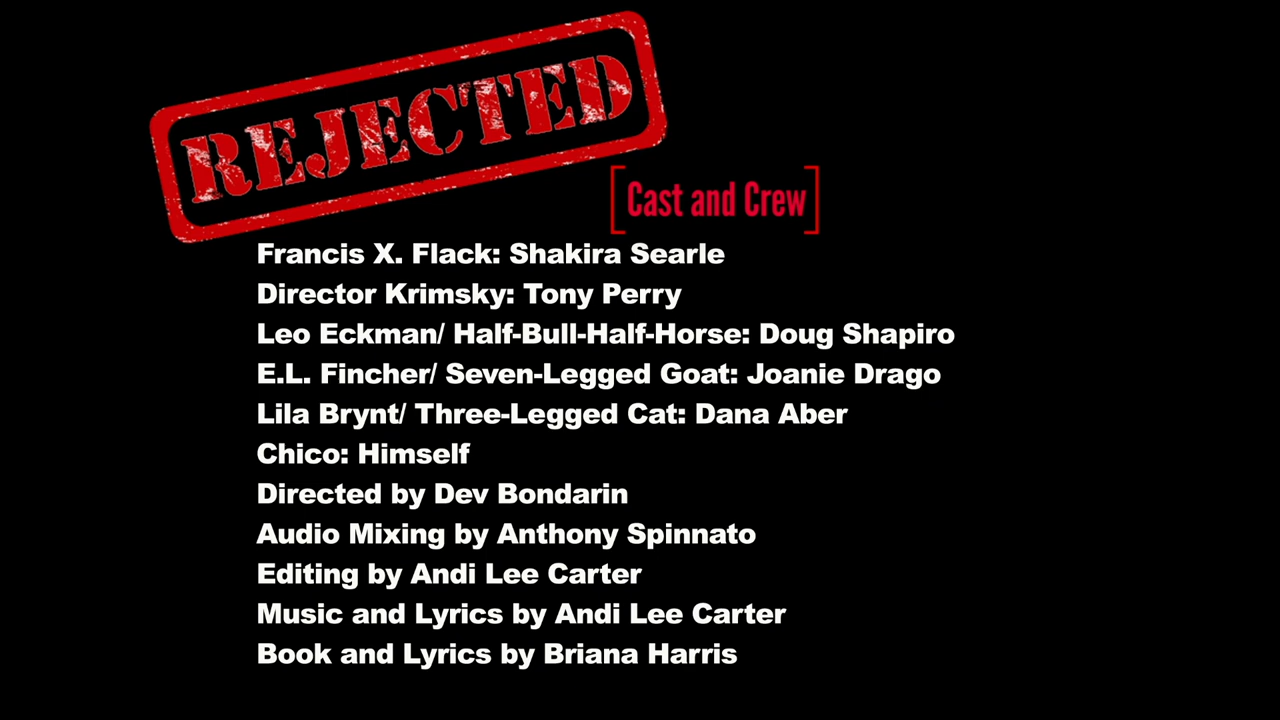 REJECTED
[Cast and Crew]
Francis X. Flack: Shakira Searle
Director Krimsky: Tony Perry
Leo Eckman/ Half-Bull-Half-Horse: Doug Shapiro
E.L. Fincher/ Seven-Legged Goat: Joanie Drago
Lila Brynt/ Three-Legged Cat: Dana Aber
Chico: Himself
Directed by Dev Bondarin
Audio Mixing by Anthony Spinnato
Editing by Andi Lee Carter
Music and Lyrics by Andi Lee Carter
Book and Lyrics by Briana Harris